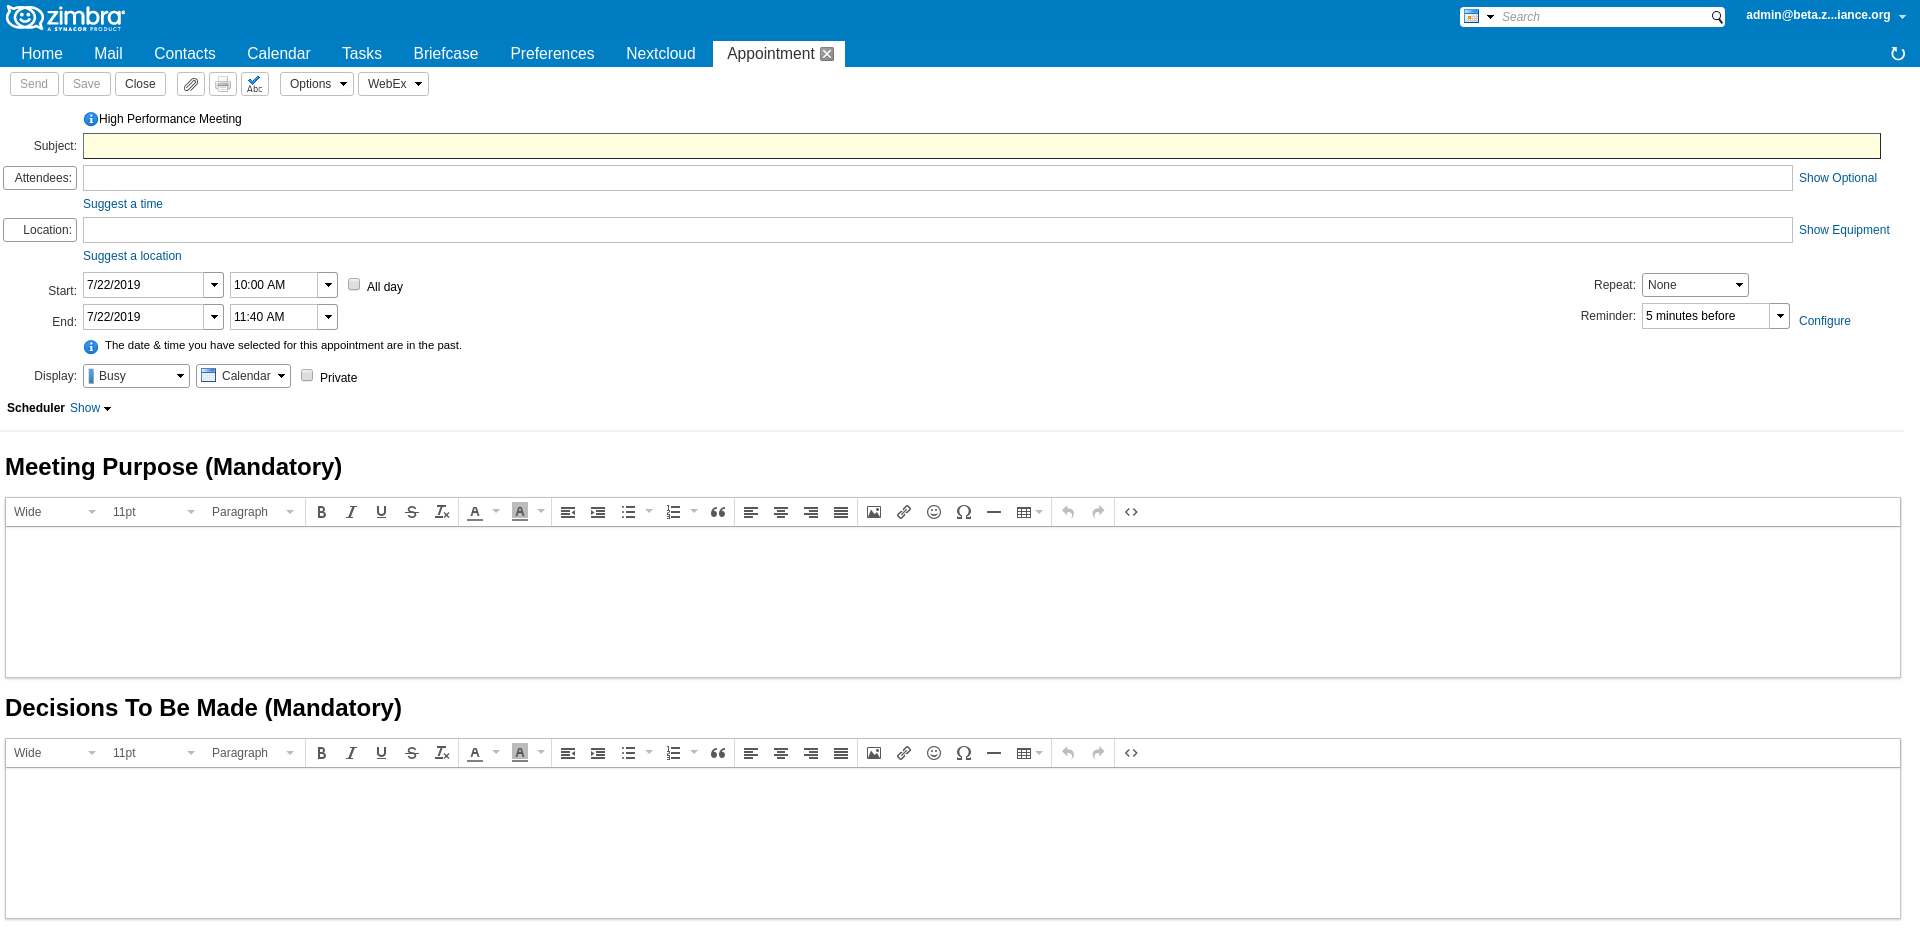 zimbra
A SYNACOR PRODUCT
Search
admin@beta.z...iance.org
Home Mail Contacts Calendar Tasks Briefcase Preferences Nextcloud Appointment
Send Save Close Abc Options WebEx
High Performance Meeting
Subject:
Attendees: Show Optional
Suggest a time
Location: Show Equipment
Suggest a location
Start: 7/22/2019 10:00 AM All day Repeat: None
End: 7/22/2019 11:40 AM Reminder: 5 minutes before Configure
The date & time you have selected for this appointment are in the past.
Display: Busy Calendar Private
Scheduler Show
Meeting Purpose (Mandatory)
Wide 11pt Paragraph
Decisions To Be Made (Mandatory)
Wide 11pt Paragraph